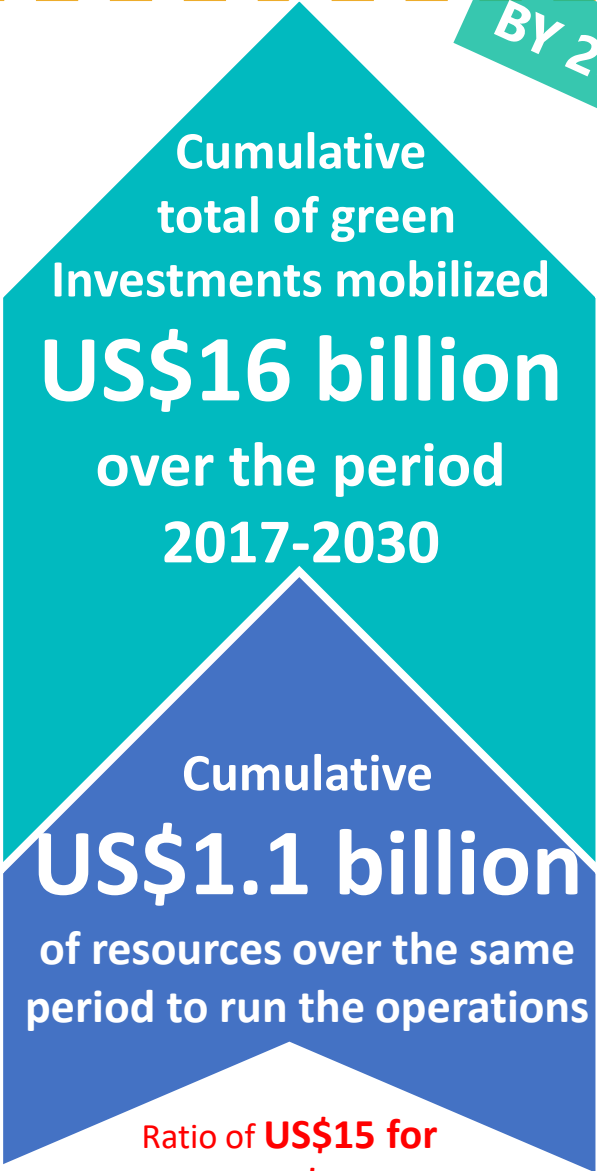 BY 2
Cumulative
total of green
Investments mobilized
US$16 billion
over the period
2017-2030
Cumulative
US$1.1 billion
of resources over the same
period to run the operations
Ratio of US$15 for